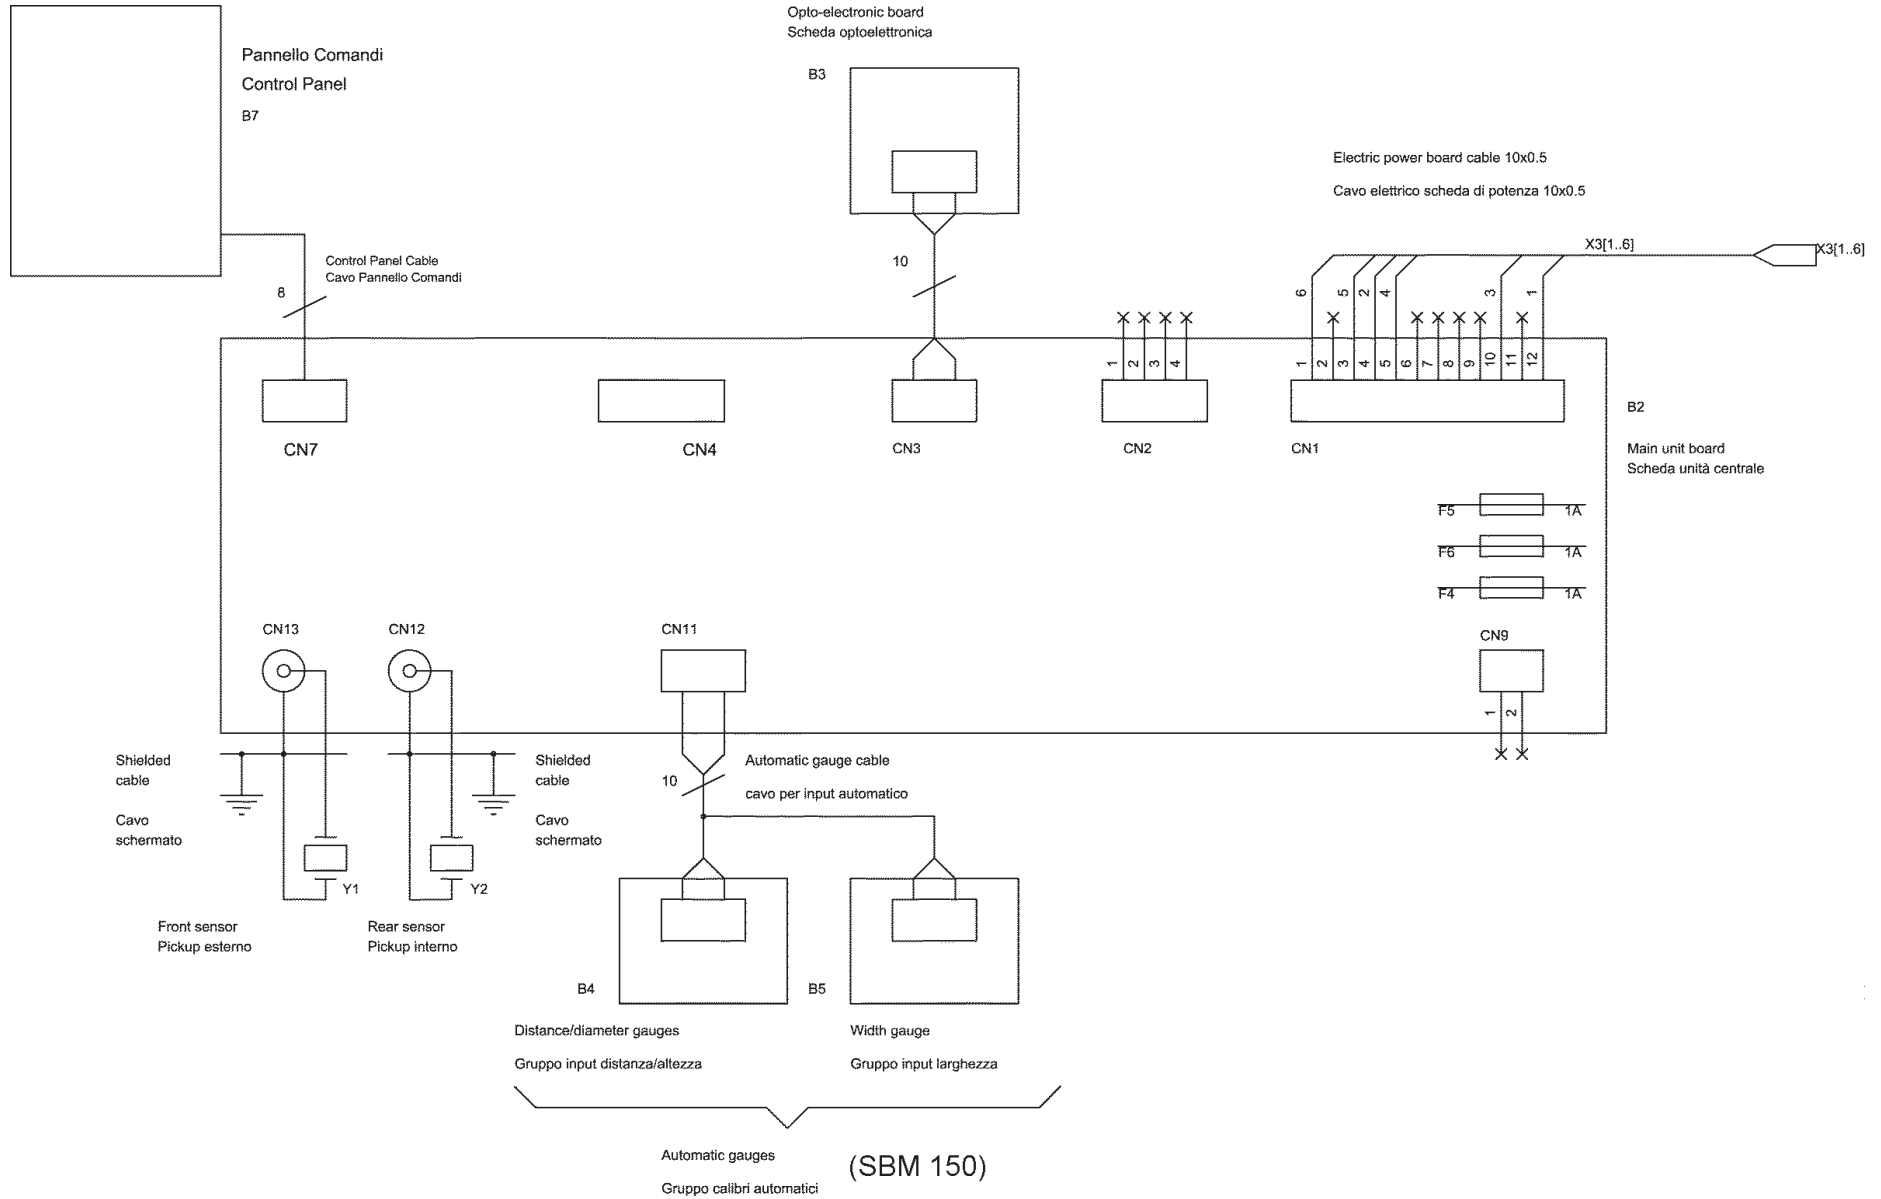 Opto-electronic board
Scheda optoelettronica
Pannello Comandi
Control Panel
B7
B3
Electric power board cable 10x0.5
Cavo elettrico scheda di potenza 10x0.5
X3[1..6]
X3[1..6]
Control Panel Cable
Cavo Pannello Comandi
8
10
6 5 2 4 3 1
1 2 3 4
1 2 3 4 5 6 7 8 9 10 11 12
B2
CN7
CN4
CN3
CN2
CN1
Main unit board
Scheda unità centrale
F5 1A
F6 1A
F4 1A
CN13
CN12
CN11
CN9
1 2
Shielded
cable
Cavo
schermato
Shielded
cable
Cavo
schermato
10
Automatic gauge cable
cavo per input automatico
Y1
Y2
Front sensor
Pickup esterno
Rear sensor
Pickup interno
B4
B5
Distance/diameter gauges
Gruppo input distanza/altezza
Width gauge
Gruppo input larghezza
Automatic gauges
Gruppo calibri automatici
(SBM 150)